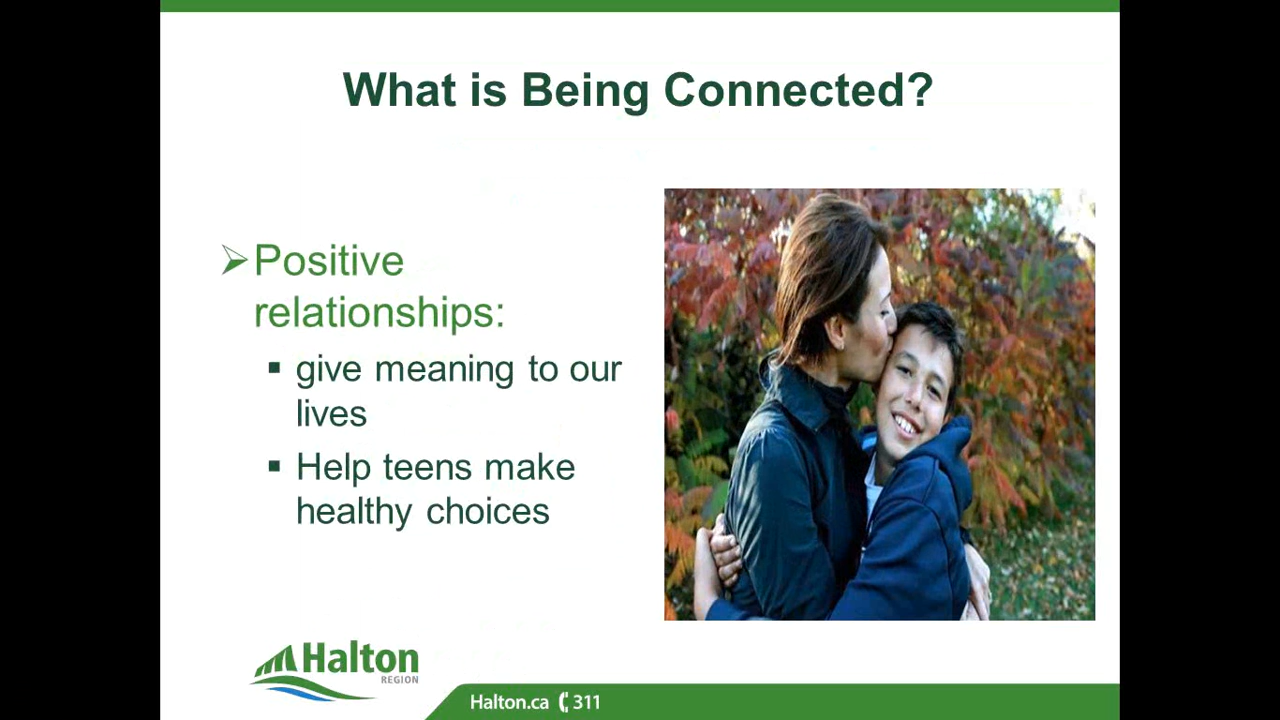 What is Being Connected?
Positive
relationships:
give meaning to our
lives
Help teens make
healthy choices
Halton
REGION
Halton.ca 311